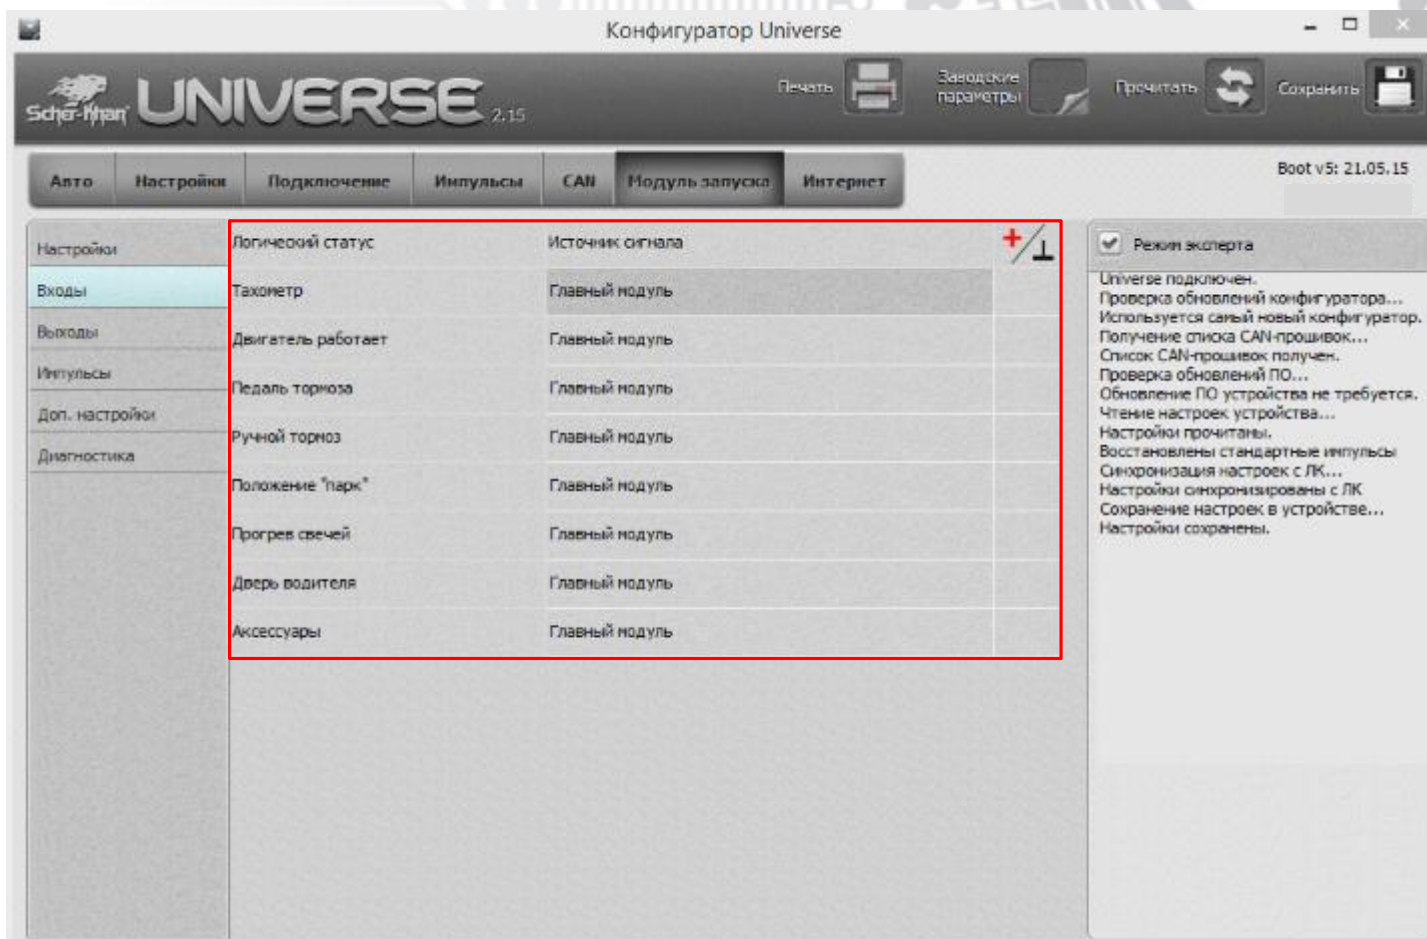 Конфигуратор Universe
Scher-Khan UNIVERSE 2.15
Печать
Заводские
параметры
Прочитать
Сохранить
Авто
Настройки
Подключение
Импульсы
CAN
Модуль запуска
Интернет
Boot v5: 21.05.15
Настройки
Входы
Выходы
Импульсы
Доп. настройки
Диагностика
Логический статус
Источник сигнала
Тахометр
Главный модуль
Двигатель работает
Главный модуль
Педаль тормоза
Главный модуль
Ручной тормоз
Главный модуль
Положение "парк"
Главный модуль
Прогрев свечей
Главный модуль
Дверь водителя
Главный модуль
Аксессуары
Главный модуль
Режим эксперта
Universe подключен.
Проверка обновлений конфигуратора...
Используется самый новый конфигуратор.
Получение списка CAN-прошивок...
Список CAN-прошивок получен.
Проверка обновлений ПО...
Обновление ПО устройства не требуется.
Чтение настроек устройства...
Настройки прочитаны.
Восстановлены стандартные импульсы
Синхронизация настроек с ЛК...
Настройки синхронизированы с ЛК
Сохранение настроек в устройстве...
Настройки сохранены.